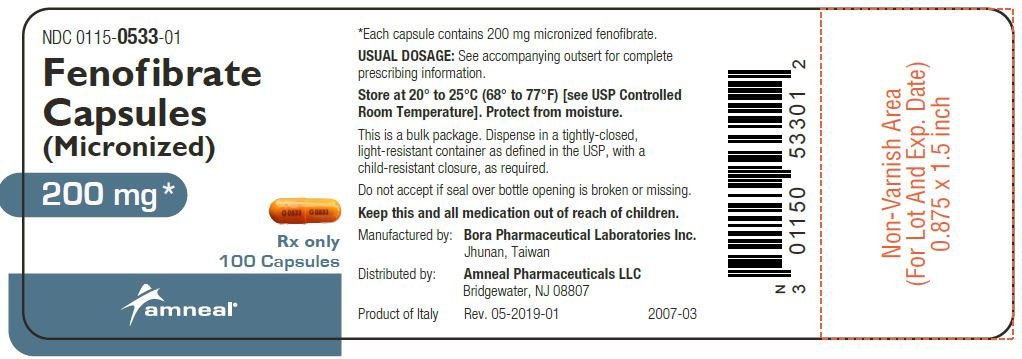 NDC 0115-0533-01
Fenofibrate
Capsules
(Micronized)
200 mg*
G 0533 G 0533
Rx only
100 Capsules
amneal®
*Each capsule contains 200 mg micronized fenofibrate.
USUAL DOSAGE: See accompanying outsert for complete
prescribing information.
Store at 20° to 25°C (68° to 77°F) [see USP Controlled
Room Temperature]. Protect from moisture.
This is a bulk package. Dispense in a tightly-closed,
light-resistant container as defined in the USP, with a
child-resistant closure, as required.
Do not accept if seal over bottle opening is broken or missing.
Keep this and all medication out of reach of children.
Manufactured by: Bora Pharmaceutical Laboratories Inc.
Jhunan, Taiwan
Distributed by: Amneal Pharmaceuticals LLC
Bridgewater, NJ 08807
Product of Italy Rev. 05-2019-01 2007-03
N
3 01150 53301 2
Non-Varnish Area
(For Lot And Exp. Date)
0.875 x 1.5 inch